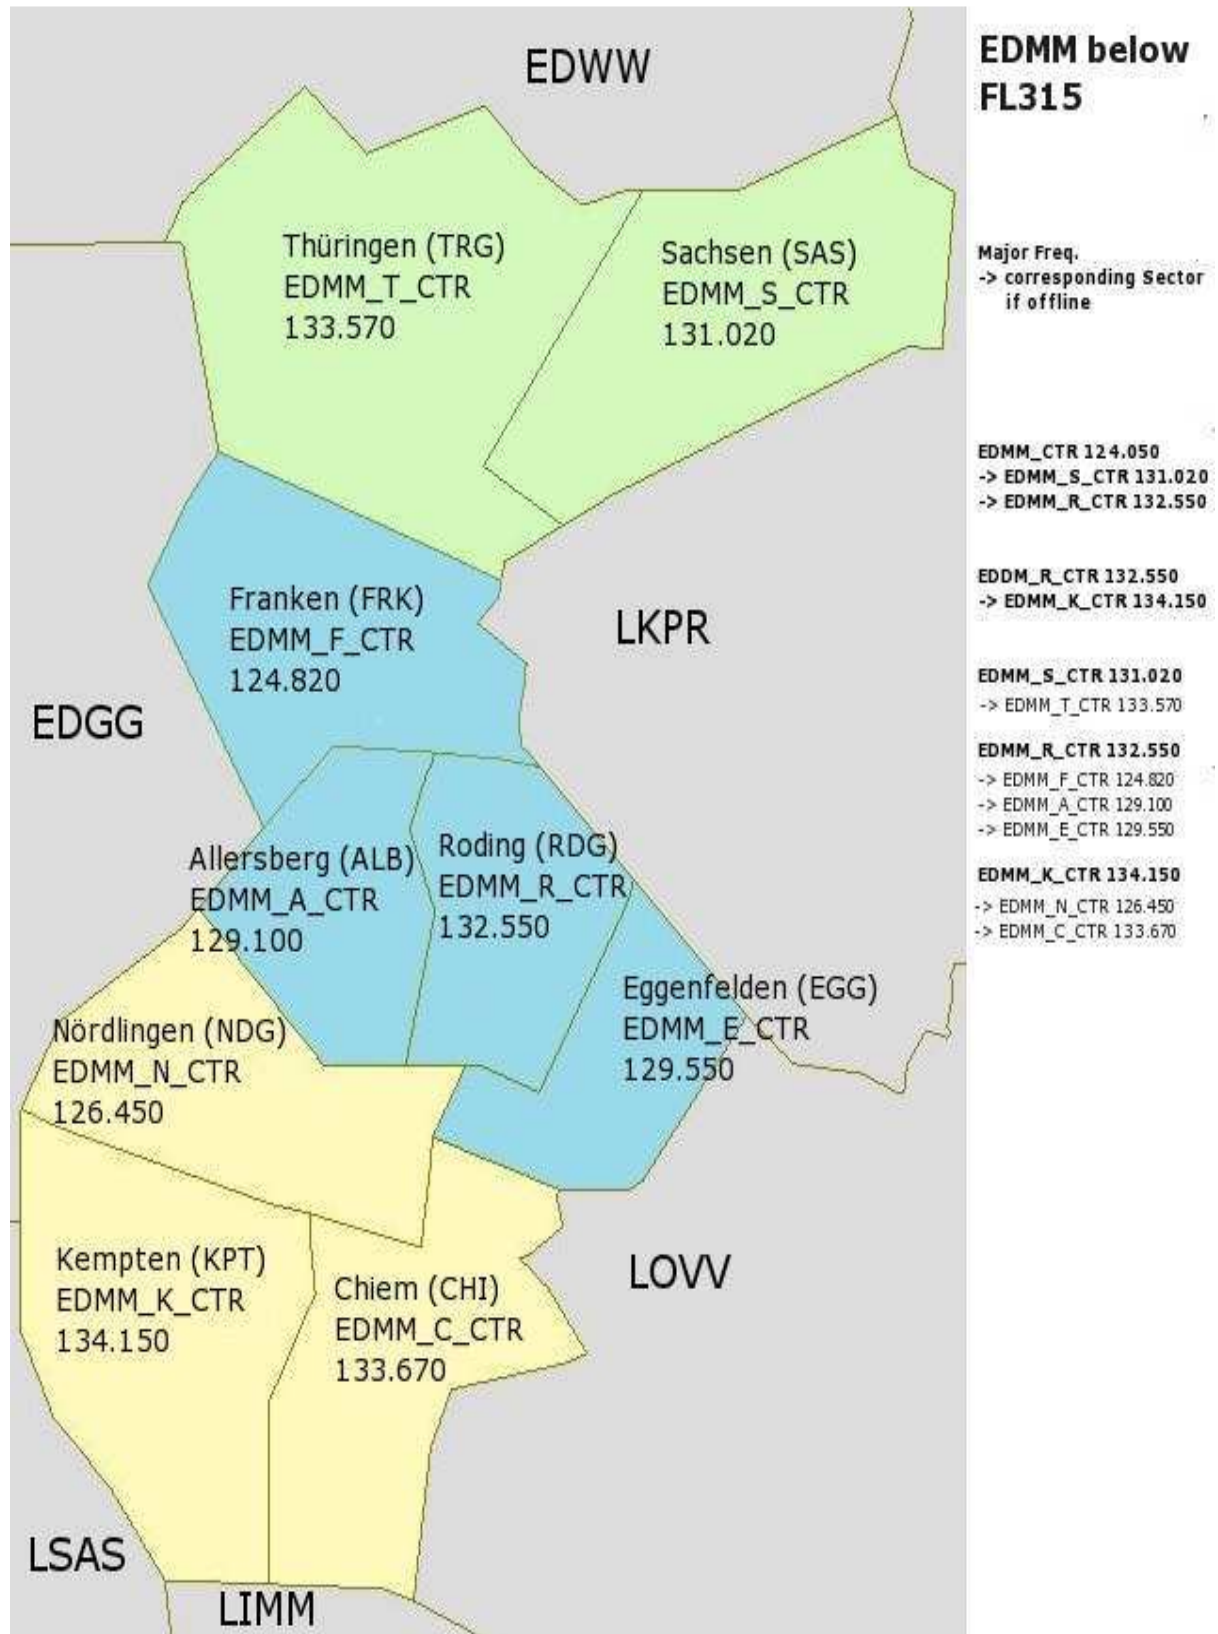 EDWW
EDMM below
FL315
Thüringen (TRG)
EDMM_T_CTR
133.570
Sachsen (SAS)
EDMM_S_CTR
131.020
Major Freq.
-> corresponding Sector
if offline
EDMM_CTR 124.050
-> EDMM_S_CTR 131.020
-> EDMM_R_CTR 132.550
EDDM_R_CTR 132.550
-> EDMM_K_CTR 134.150
EDMM_S_CTR 131.020
-> EDMM_T_CTR 133.570
EDMM_R_CTR 132.550
-> EDMM_F_CTR 124.820
-> EDMM_A_CTR 129.100
-> EDMM_E_CTR 129.550
EDMM_K_CTR 134.150
-> EDMM_N_CTR 126.450
-> EDMM_C_CTR 133.670
Franken (FRK)
EDMM_F_CTR
124.820
LKPR
EDGG
Allersberg (ALB)
EDMM_A_CTR
129.100
Roding (RDG)
EDMM_R_CTR
132.550
Eggenfelden (EGG)
EDMM_E_CTR
129.550
Nördlingen (NDG)
EDMM_N_CTR
126.450
Kempten (KPT)
EDMM_K_CTR
134.150
Chiem (CHI)
EDMM_C_CTR
133.670
LOVV
LSAS
LIMM